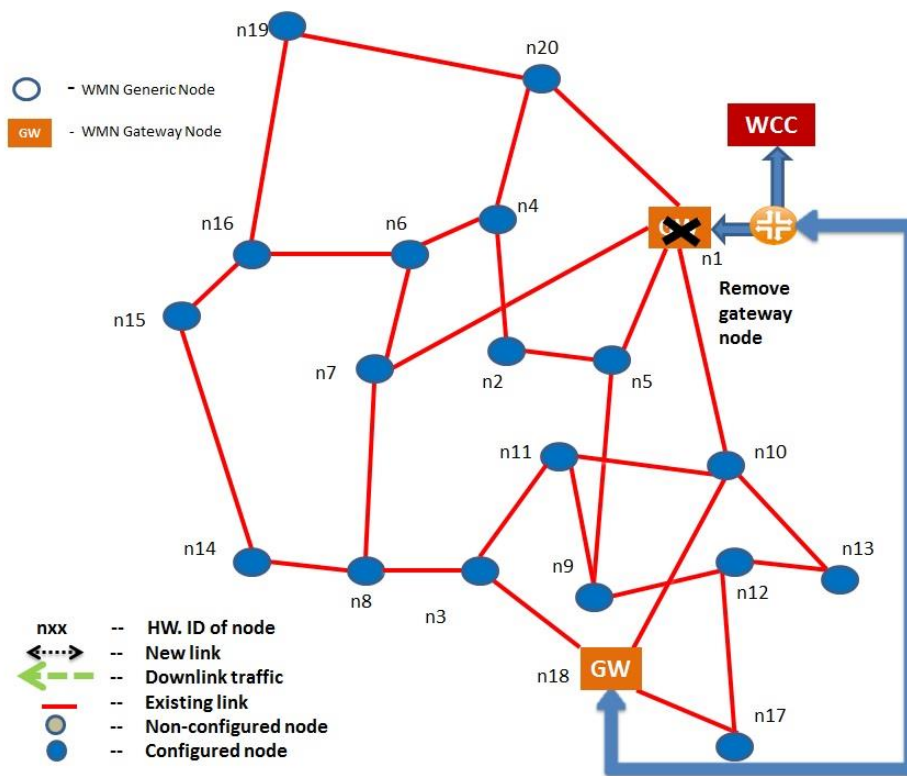 n19
n20
- WMN Generic Node
GW - WMN Gateway Node
WCC
n4
n6
n16
n1
Remove
gateway
node
n15
n7
n2
n5
n11
n10
n14
n13
n9
n12
n8
n3
nxx -- HW. ID of node
-- New link
n18 GW
-- Downlink traffic
-- Existing link
n17
-- Non-configured node
-- Configured node